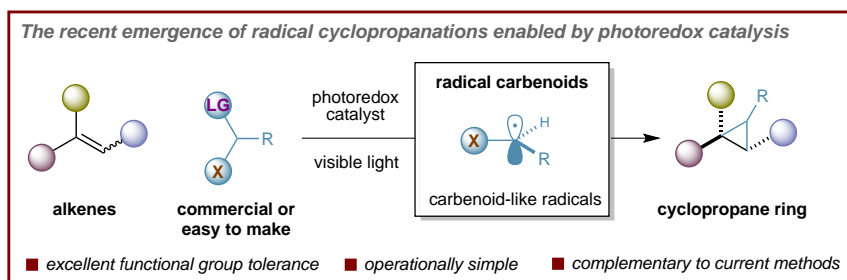 The recent emergence of radical cyclopropanations enabled by photoredox catalysis
LG
R
X
photoredox
catalyst
visible light
radical carbenoids
H
X
R
carbenoid-like radicals
R
alkenes
commercial or
easy to make
cyclopropane ring
excellent functional group tolerance
operationally simple
complementary to current methods